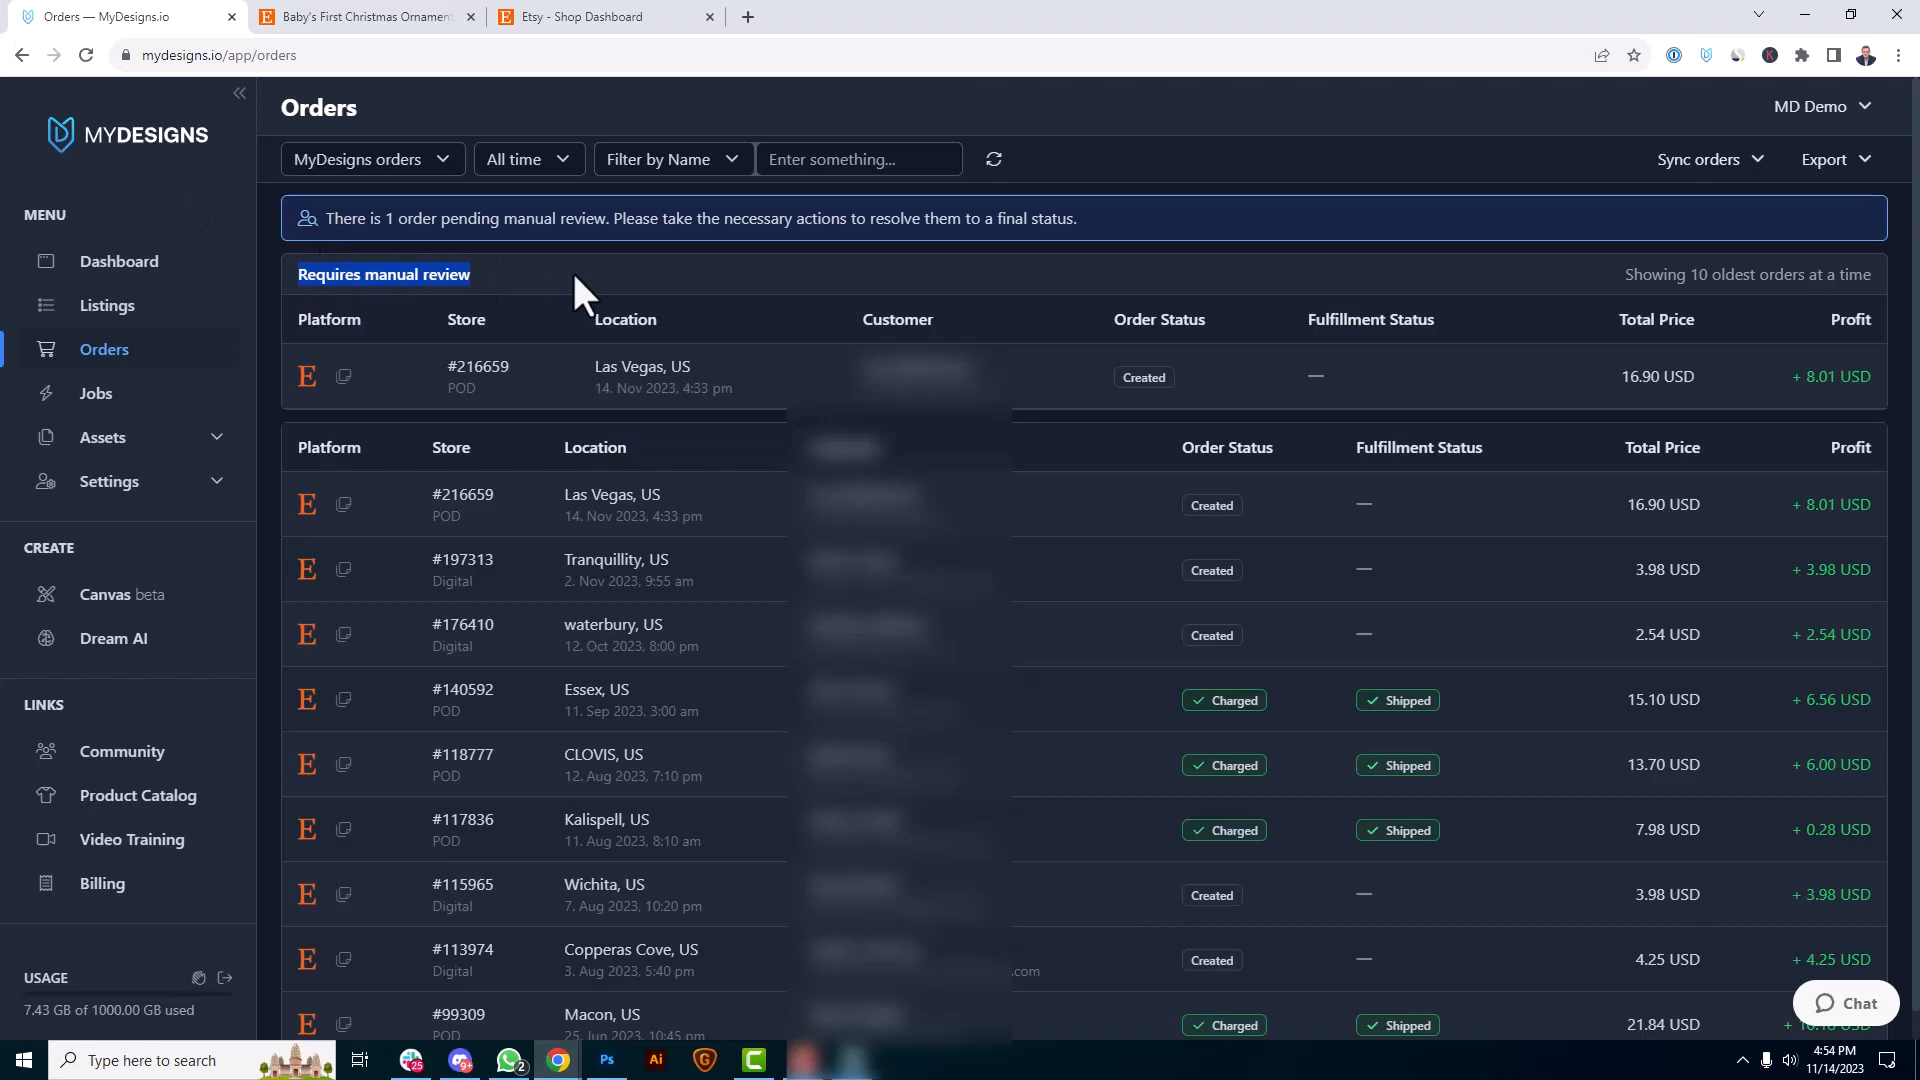 Orders — MyDesigns.io
Baby's First Christmas Ornamen
Etsy - Shop Dashboard
mydesigns.io/app/orders
MYDESIGNS
Orders
MD Demo
MyDesigns orders
All time
Filter by Name
Enter something...
Sync orders
Export
There is 1 order pending manual review. Please take the necessary actions to resolve them to a final status.
Requires manual review
Showing 10 oldest orders at a time
Platform Store Location Customer Order Status Fulfillment Status Total Price Profit
E #216659 Las Vegas, US Created — 16.90 USD + 8.01 USD
POD 14. Nov 2023, 4:33 pm
Platform Store Location Order Status Fulfillment Status Total Price Profit
E #216659 Las Vegas, US Created — 16.90 USD + 8.01 USD
POD 14. Nov 2023, 4:33 pm
E #197313 Tranquillity, US Created — 3.98 USD + 3.98 USD
Digital 2. Nov 2023, 9:55 am
E #176410 waterbury, US Created — 2.54 USD + 2.54 USD
Digital 12. Oct 2023, 8:00 pm
E #140592 Essex, US Charged Shipped 15.10 USD + 6.56 USD
POD 11. Sep 2023, 3:00 am
E #118777 CLOVIS, US Charged Shipped 13.70 USD + 6.00 USD
POD 12. Aug 2023, 7:10 pm
E #117836 Kalispell, US Charged Shipped 7.98 USD + 0.28 USD
POD 11. Aug 2023, 8:10 am
E #115965 Wichita, US Created — 3.98 USD + 3.98 USD
Digital 7. Aug 2023, 10:20 pm
E #113974 Copperas Cove, US Created — 4.25 USD + 4.25 USD
Digital 3. Aug 2023, 5:40 pm .com
E #99309 Macon, US Charged Shipped 21.84 USD +
POD 25. Jun 2023, 10:45 pm
MENU
Dashboard
Listings
Orders
Jobs
Assets
Settings
CREATE
Canvas beta
Dream AI
LINKS
Community
Product Catalog
Video Training
Billing
USAGE
7.43 GB of 1000.00 GB used
Chat
Type here to search
25
9+
2
Ps
Ai
4:54 PM
11/14/2023